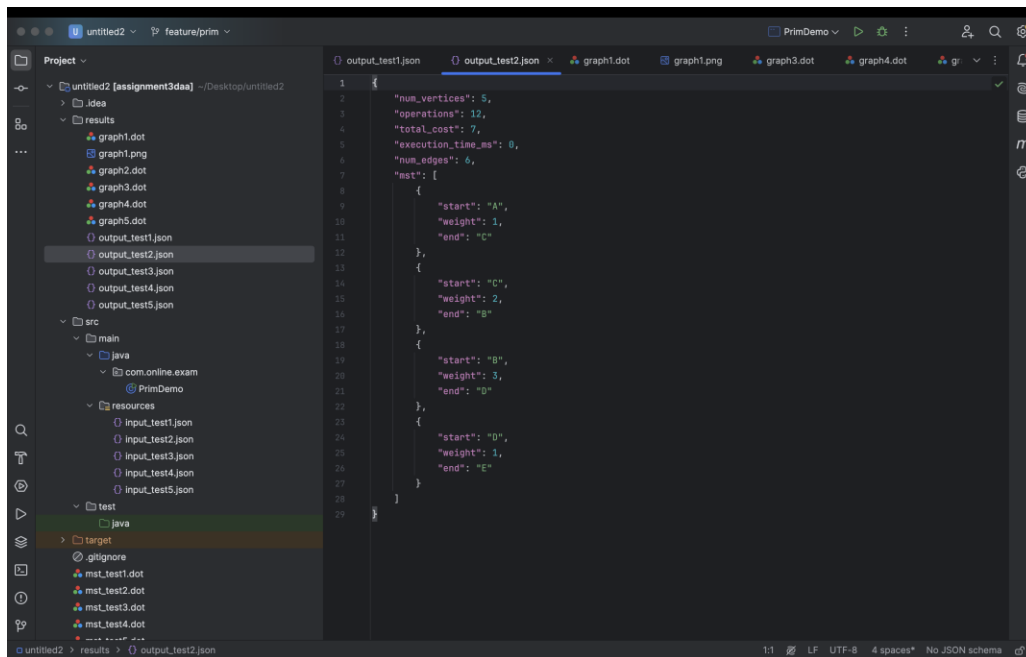 U untitled2 feature/prim PrimDemo
Project
output_test1.json output_test2.json graph1.dot graph1.png graph3.dot graph4.dot
untitled2 [assignment3daa] ~/Desktop/untitled2
.idea
results
graph1.dot
graph1.png
graph2.dot
graph3.dot
graph4.dot
graph5.dot
output_test1.json
output_test2.json
output_test3.json
output_test4.json
output_test5.json
src
main
java
com.online.exam
PrimDemo
resources
input_test1.json
input_test2.json
input_test3.json
input_test4.json
input_test5.json
test
java
target
.gitignore
mst_test1.dot
mst_test2.dot
mst_test3.dot
mst_test4.dot
1 {
2 "num_vertices": 5,
3 "operations": 12,
4 "total_cost": 7,
5 "execution_time_ms": 0,
6 "num_edges": 6,
7 "mst": [
8 {
9 "start": "A",
10 "weight": 1,
11 "end": "C"
12 },
13 {
14 "start": "C",
15 "weight": 2,
16 "end": "B"
17 },
18 {
19 "start": "B",
20 "weight": 3,
21 "end": "D"
22 },
23 {
24 "start": "D",
25 "weight": 1,
26 "end": "E"
27 }
28 ]
29 }
untitled2 > results > {} output_test2.json 1:1 LF UTF-8 4 spaces* No JSON schema